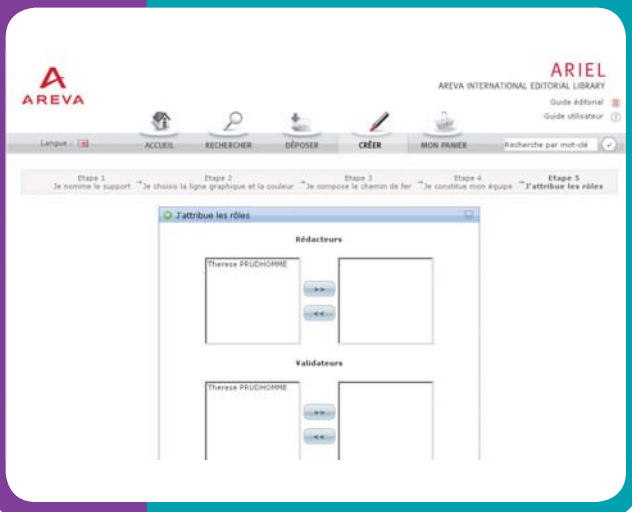 AREVA
ARIEL
AREVA INTERNATIONAL EDITORIAL LIBRARY
Guide éditorial
Guide utilisateur
Langue :
ACCUEIL
RECHERCHER
DÉPOSER
CRÉER
MON PANIER
Recherche par mot-clé
Etape 1
Je nomme le support
Etape 2
Je choisis la ligne graphique et la couleur
Etape 3
Je compose le chemin de fer
Etape 4
Je constitue mon équipe
Etape 5
J'attribue les rôles
J'attribue les rôles
Rédacteurs
Therese PRUDHOMME
>>
<<
Validateurs
Therese PRUDHOMME
>>
<<